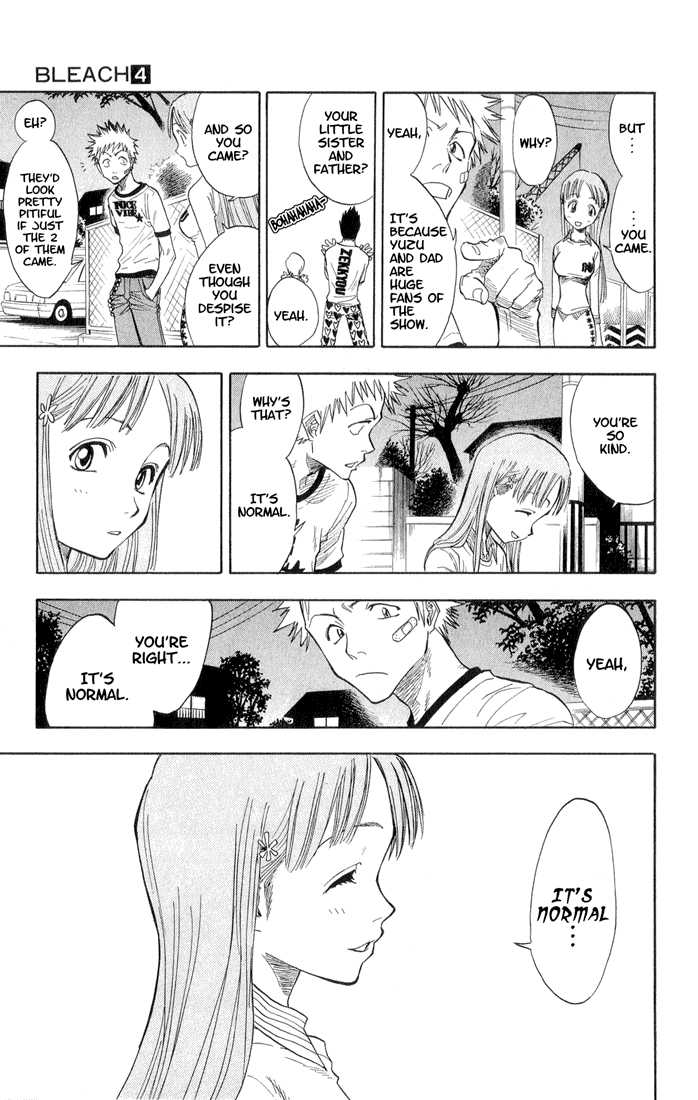 BLEACH 4
BUT
...
...
YOU
CAME.
WHY?
YEAH,
IT'S
BECAUSE
YUZU
AND DAD
ARE
HUGE
FANS OF
THE
SHOW.
YOUR
LITTLE
SISTER
AND
FATHER?
BOHAHAHAHA~
ZEKKYOU
YEAH.
AND SO
YOU
CAME?
EVEN
THOUGH
YOU
DESPISE
IT?
NICE
VIBE
EH?
THEY'D
LOOK
PRETTY
PITIFUL
IF JUST
THE 2
OF THEM
CAME.
YOU'RE
SO
KIND.
WHY'S
THAT?
IT'S
NORMAL.
YEAH,
YOU'RE
RIGHT...
IT'S
NORMAL.
IT'S
NORMAL
...